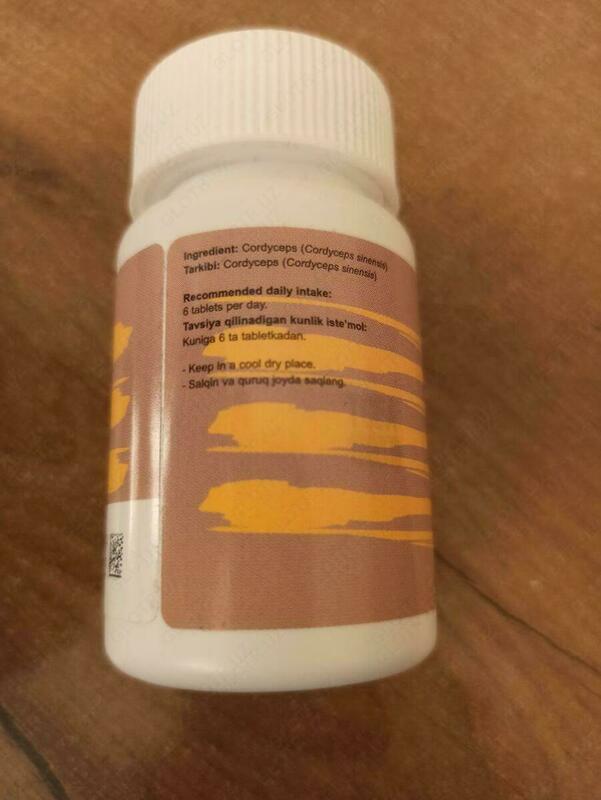 Ingredient: Cordyceps (Cordyceps sinensis)
Tarkibi: Cordyceps (Cordyceps sinensis)
Recommended daily intake:
6 tablets per day.
Tavsiya qilinadigan kunlik iste'mol:
Kuniga 6 ta tabletkadan.
- Keep in a cool dry place.
- Salqin va quruq joyda saqlang.